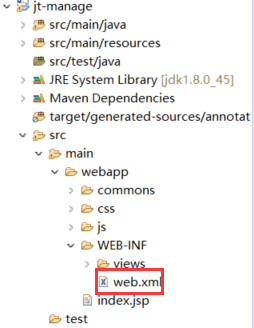 jt-manage
src/main/java
src/main/resources
src/test/java
JRE System Library [jdk1.8.0_45]
Maven Dependencies
target/generated-sources/annotat
src
main
webapp
commons
css
js
WEB-INF
views
web.xml
index.jsp
test